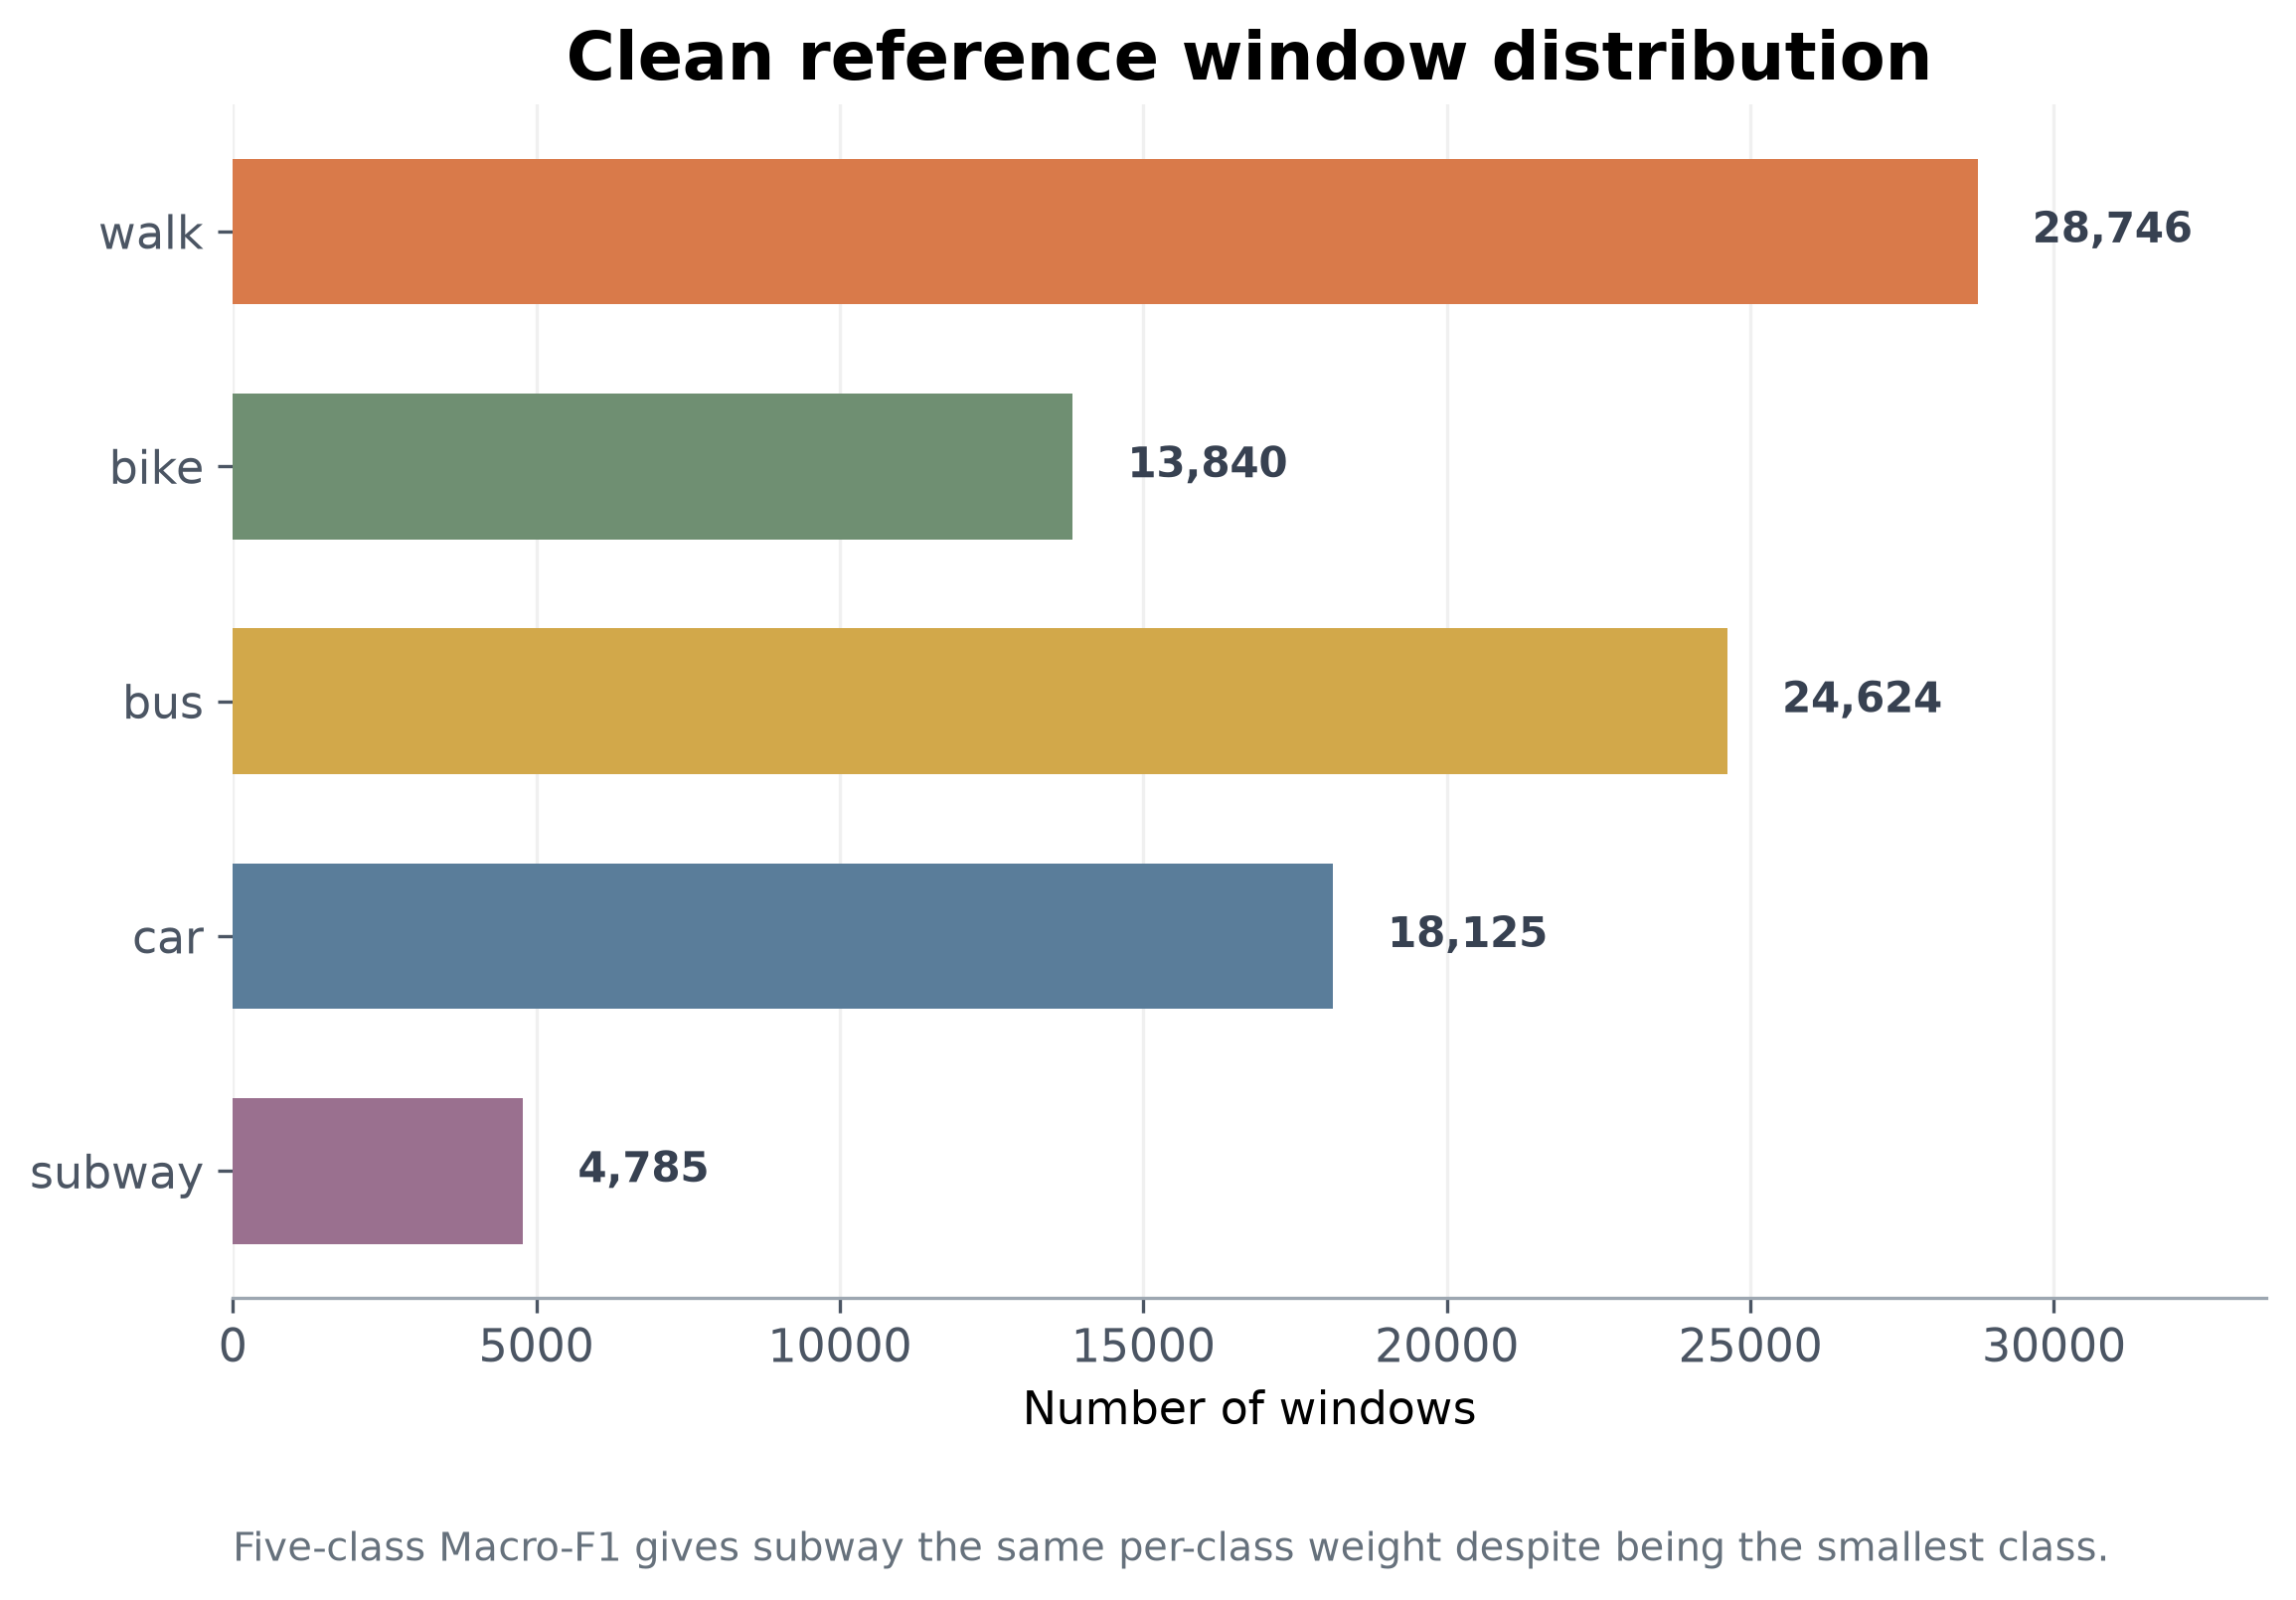 Clean reference window distribution
walk
28,746
bike
13,840
bus
24,624
car
18,125
subway
4,785
0 5000 10000 15000 20000 25000 30000
Number of windows
Five-class Macro-F1 gives subway the same per-class weight despite being the smallest class.